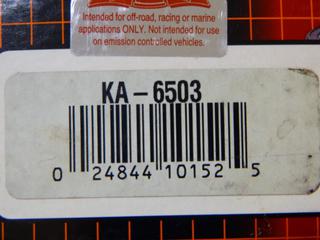 Intended for off-road, racing or marine
applications ONLY. Not intended for use
on emission controlled vehicles.
KA-6503
0 24844 10152 5